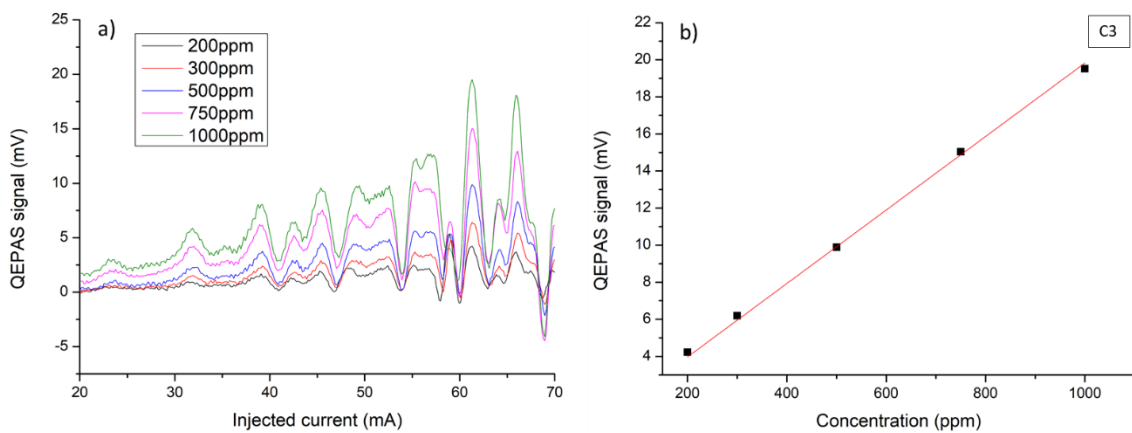 a)
25
20
15
10
5
0
-5
QEPAS signal (mV)
200ppm
300ppm
500ppm
750ppm
1000ppm
20 30 40 50 60 70
Injected current (mA)
b)
C3
22
20
18
16
14
12
10
8
6
4
QEPAS signal (mV)
200 400 600 800 1000
Concentration (ppm)